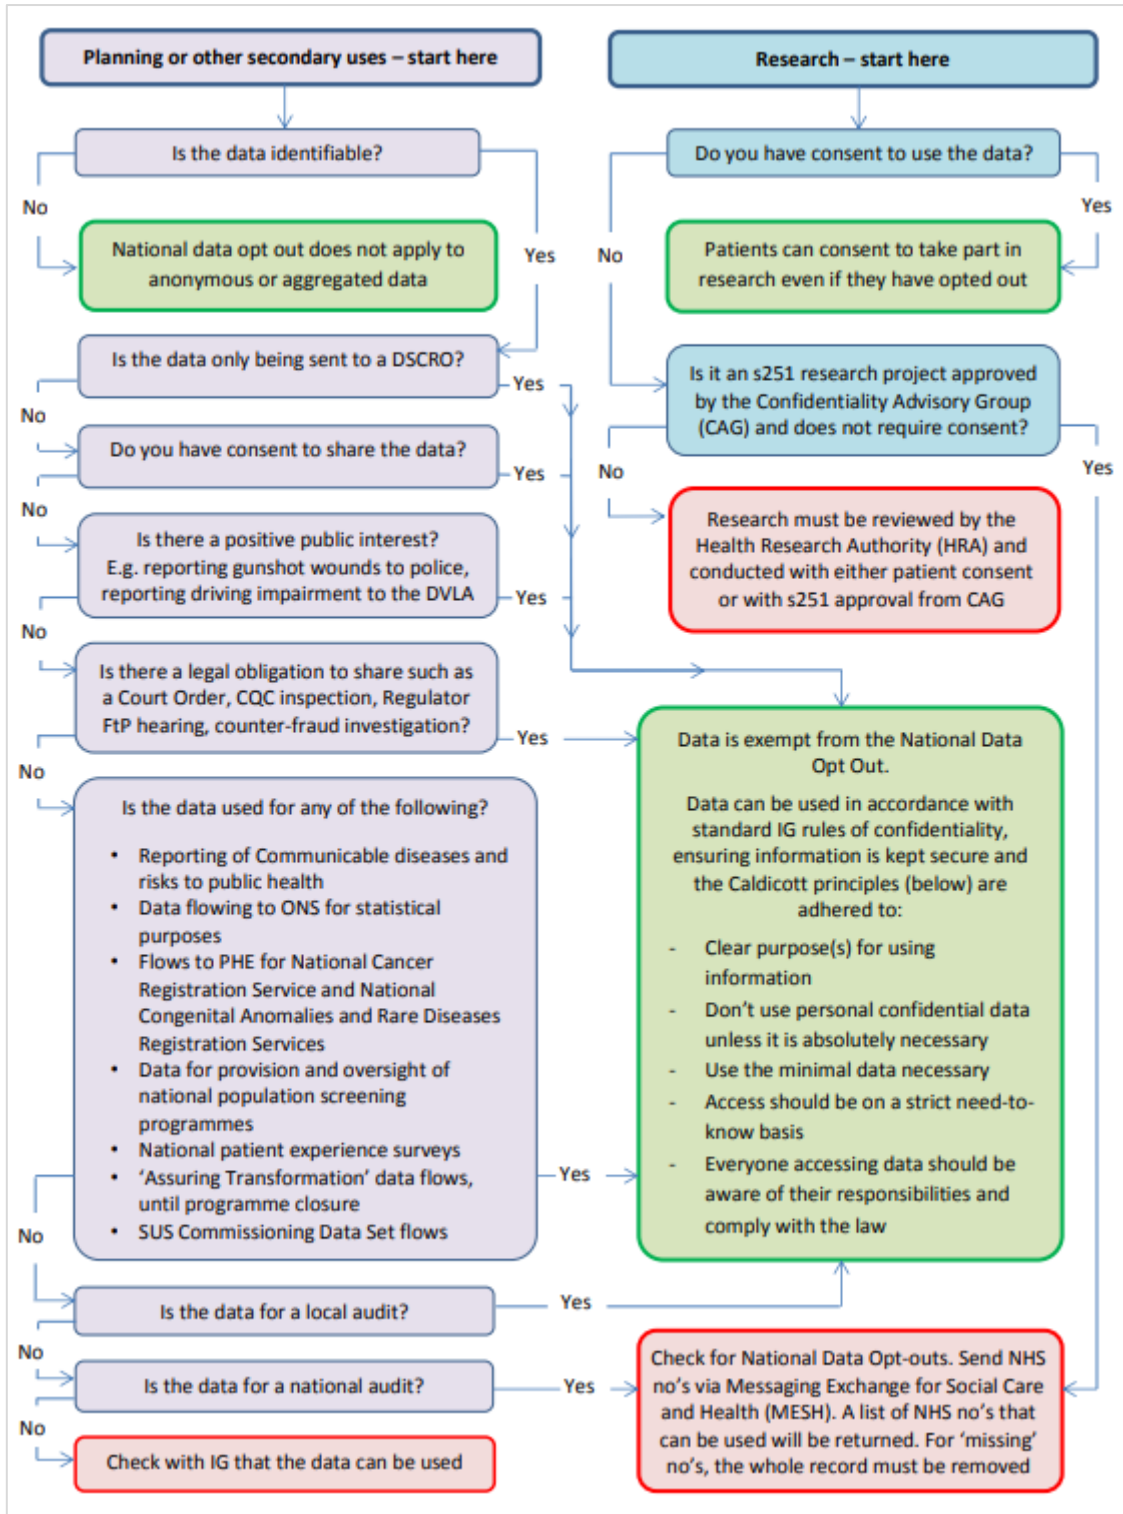 Planning or other secondary uses – start here
Research – start here
Is the data identifiable?
Do you have consent to use the data?
No
Yes
National data opt out does not apply to
anonymous or aggregated data
Yes
No
Patients can consent to take part in
research even if they have opted out
Is the data only being sent to a DSCRO?
Yes
Is it an s251 research project approved
by the Confidentiality Advisory Group
(CAG) and does not require consent?
No
Do you have consent to share the data?
Yes
No
Yes
No
Is there a positive public interest?
E.g. reporting gunshot wounds to police,
reporting driving impairment to the DVLA
Yes
Research must be reviewed by the
Health Research Authority (HRA) and
conducted with either patient consent
or with s251 approval from CAG
No
Is there a legal obligation to share such as
a Court Order, CQC inspection, Regulator
FtP hearing, counter-fraud investigation?
Yes
No
Data is exempt from the National Data
Opt Out.
Data can be used in accordance with
standard IG rules of confidentiality,
ensuring information is kept secure and
the Caldicott principles (below) are
adhered to:
- Clear purpose(s) for using
information
- Don’t use personal confidential data
unless it is absolutely necessary
- Use the minimal data necessary
- Access should be on a strict need-to-
know basis
- Everyone accessing data should be
aware of their responsibilities and
comply with the law
Is the data used for any of the following?
• Reporting of Communicable diseases and
risks to public health
• Data flowing to ONS for statistical
purposes
• Flows to PHE for National Cancer
Registration Service and National
Congenital Anomalies and Rare Diseases
Registration Services
• Data for provision and oversight of
national population screening
programmes
• National patient experience surveys
• ‘Assuring Transformation’ data flows,
until programme closure
• SUS Commissioning Data Set flows
Yes
No
Is the data for a local audit?
Yes
No
Is the data for a national audit?
Yes
Check for National Data Opt-outs. Send NHS
no’s via Messaging Exchange for Social Care
and Health (MESH). A list of NHS no’s that
can be used will be returned. For ‘missing’
no’s, the whole record must be removed
No
Check with IG that the data can be used